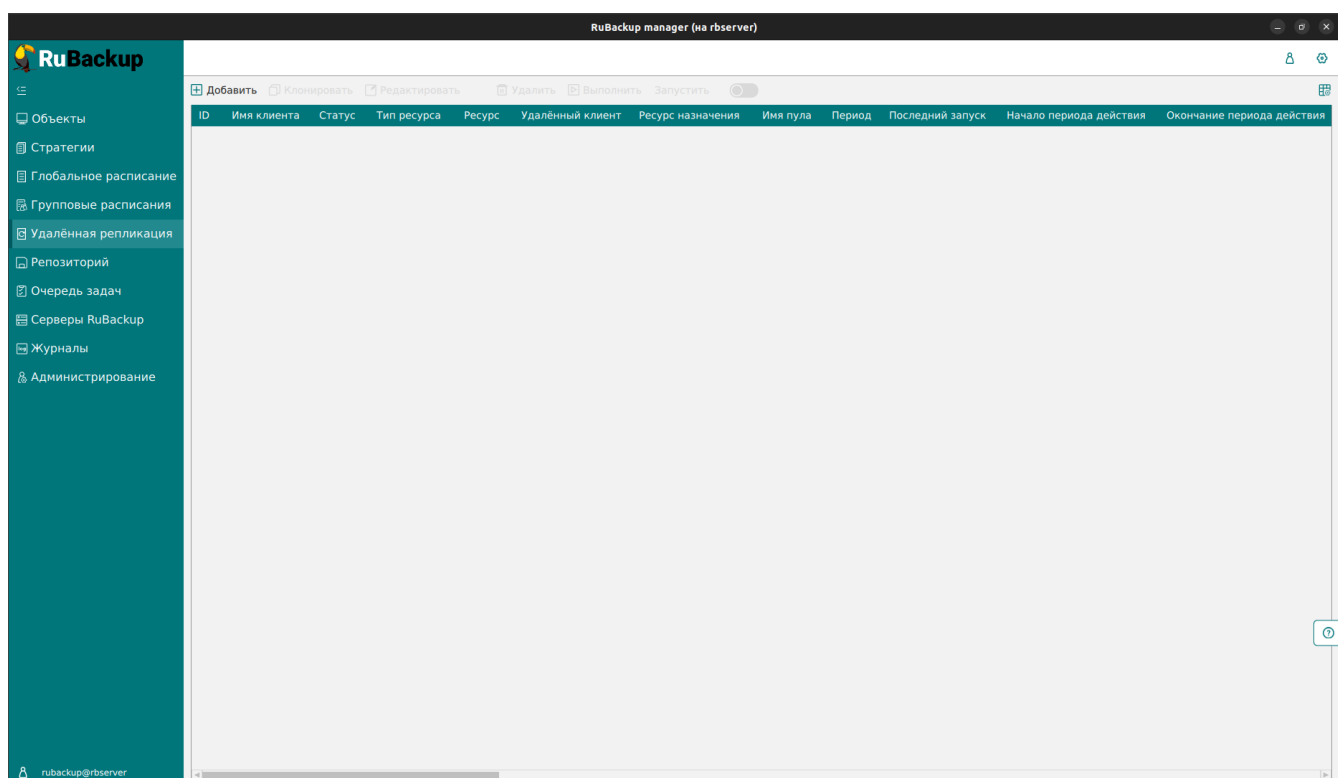 RuBackup manager (на rbserver)
RuBackup
Добавить Клонировать Редактировать Удалить Выполнить Запустить
ID Имя клиента Статус Тип ресурса Ресурс Удалённый клиент Ресурс назначения Имя пула Период Последний запуск Начало периода действия Окончание периода действия
Объекты
Стратегии
Глобальное расписание
Групповые расписания
Удалённая репликация
Репозиторий
Очередь задач
Серверы RuBackup
Журналы
Администрирование
rubackup@rbserver